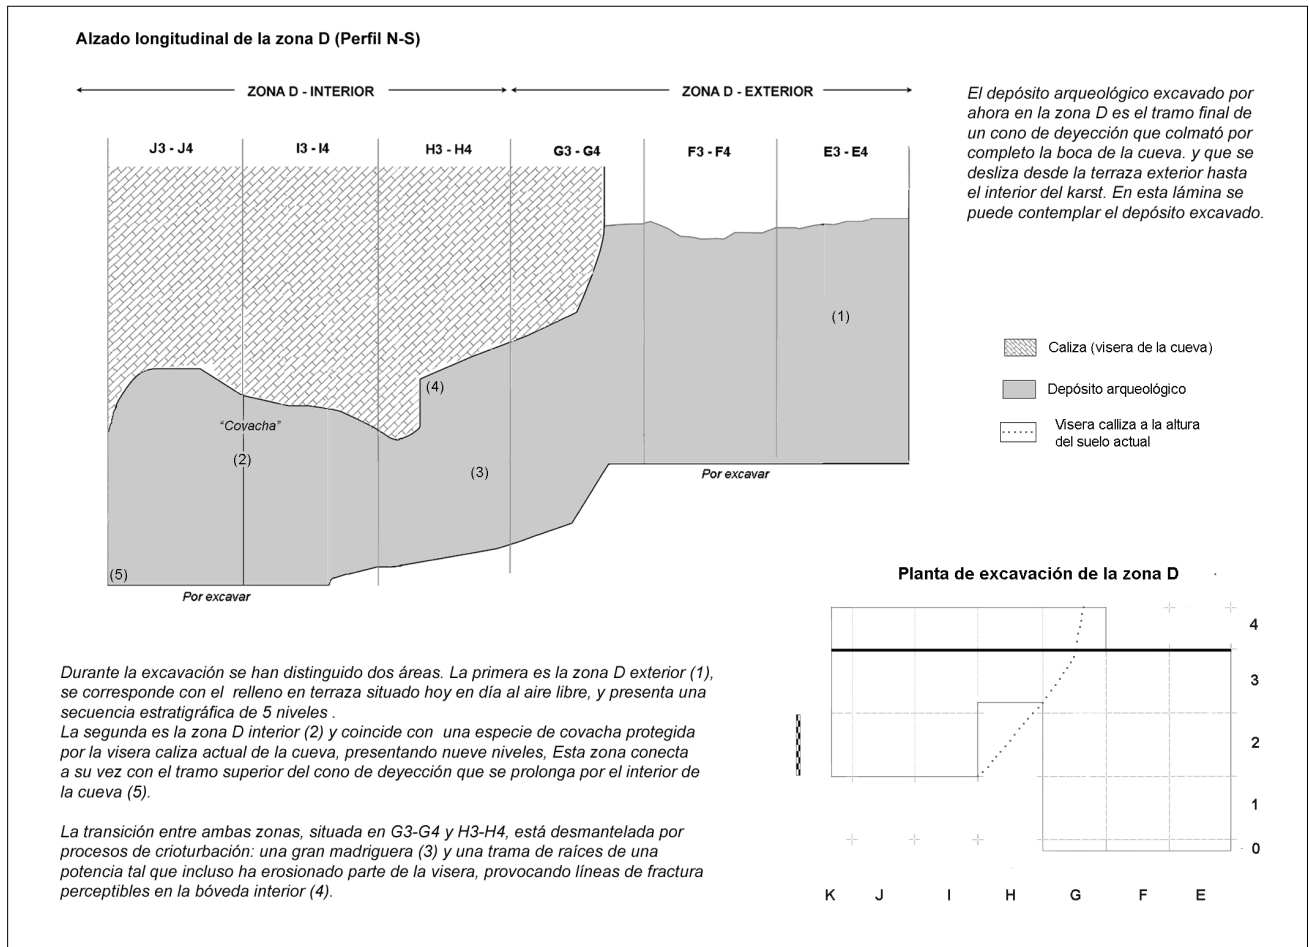 Alzado longitudinal de la zona D (Perfil N-S)
ZONA D - INTERIOR
ZONA D - EXTERIOR
El depósito arqueológico excavado por
ahora en la zona D es el tramo final de
un cono de deyección que colmató por
completo la boca de la cueva. y que se
desliza desde la terraza exterior hasta
el interior del karst. En esta lámina se
puede contemplar el depósito excavado.
J3 - J4
I3 - I4
H3 - H4
G3 - G4
F3 - F4
E3 - E4
(1)
Caliza (visera de la cueva)
(4)
Depósito arqueológico
“Covacha”
Visera calliza a la altura
del suelo actual
(2)
(3)
Por excavar
(5)
Por excavar
Planta de excavación de la zona D
4
3
2
1
0
K J I H G F E
Durante la excavación se han distinguido dos áreas. La primera es la zona D exterior (1),
se corresponde con el relleno en terraza situado hoy en día al aire libre, y presenta una
secuencia estratigráfica de 5 niveles .
La segunda es la zona D interior (2) y coincide con una especie de covacha protegida
por la visera caliza actual de la cueva, presentando nueve niveles, Esta zona conecta
a su vez con el tramo superior del cono de deyección que se prolonga por el interior de
la cueva (5).
La transición entre ambas zonas, situada en G3-G4 y H3-H4, está desmantelada por
procesos de crioturbación: una gran madriguera (3) y una trama de raíces de una
potencia tal que incluso ha erosionado parte de la visera, provocando líneas de fractura
perceptibles en la bóveda interior (4).